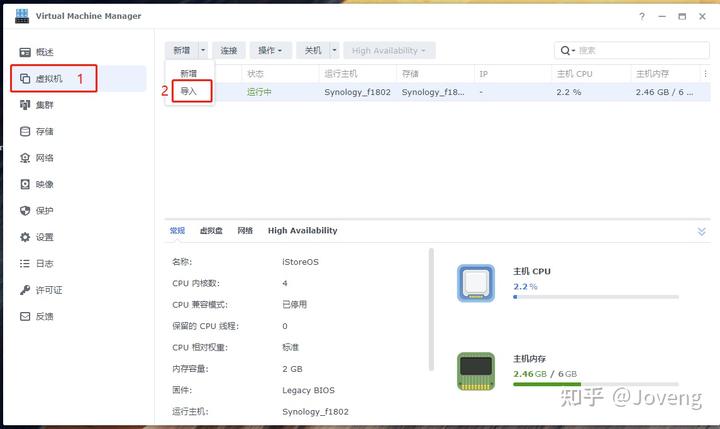 Virtual Machine Manager
概述
虚拟机 1
集群
存储
网络
映像
保护
设置
日志
许可证
反馈
新增 连接 操作 关机 High Availability 搜索
新增
2 导入
状态 运行主机 存储 IP 主机 CPU 主机内存
运行中 Synology_f1802 Synology_f18... - 2.2 % 2.46 GB / 6 ...
常规 虚拟盘 网络 High Availability
名称: iStoreOS
CPU 内核数: 4
CPU 兼容模式: 已停用
保留的 CPU 线程: 0
CPU 相对权重: 标准
内存容量: 2 GB
固件: Legacy BIOS
运行主机: Synology_f1802
主机 CPU
2.2 %
主机内存
2.46 GB / 6 GB
知乎 @Joveng